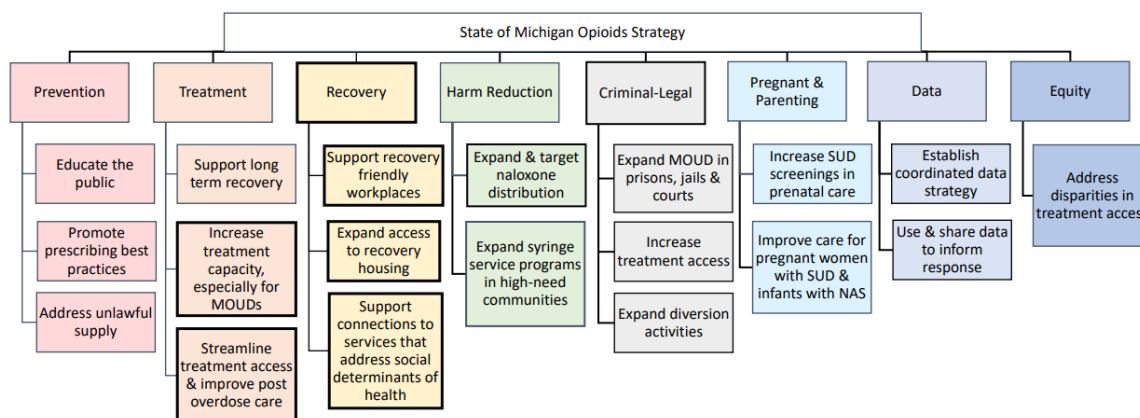 State of Michigan Opioids Strategy
Prevention
Treatment
Recovery
Harm Reduction
Criminal-Legal
Pregnant &
Parenting
Data
Equity
Educate the
public
Promote
prescribing best
practices
Address unlawful
supply
Support long
term recovery
Increase
treatment
capacity,
especially for
MOUDs
Streamline
treatment access
& improve post
overdose care
Support recovery
friendly
workplaces
Expand access
to recovery
housing
Support
connections to
services that
address social
determinants of
health
Expand & target
naloxone
distribution
Expand syringe
service programs
in high-need
communities
Expand MOUD in
prisons, jails &
courts
Increase
treatment access
Expand diversion
activities
Increase SUD
screenings in
prenatal care
Improve care for
pregnant women
with SUD &
infants with NAS
Establish
coordinated data
strategy
Use & share data
to inform
response
Address
disparities in
treatment acces